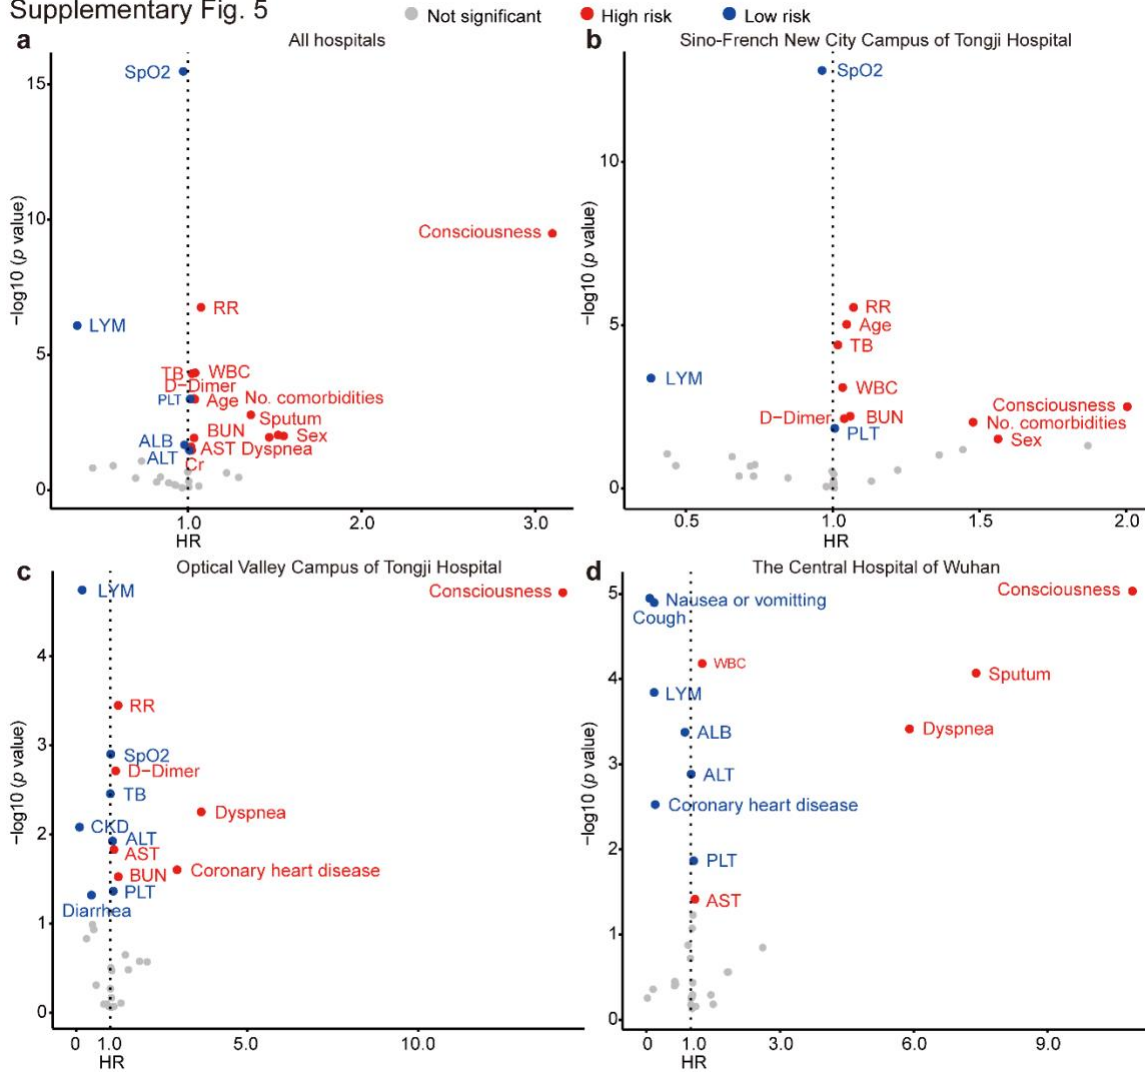 Supplementary Fig. 5
Not significant
High risk
Low risk
a
All hospitals
−log10 (p value)
15
10
5
0
SpO2
Consciousness
RR
LYM
TB
WBC
D−Dimer
PLT
Age
No. comorbidities
Sputum
BUN
Sex
ALB
AST
Dyspnea
ALT
Cr
1.0
2.0
3.0
HR
b
Sino-French New City Campus of Tongji Hospital
−log10 (p value)
10
5
0
SpO2
RR
Age
TB
LYM
WBC
Consciousness
D−Dimer
BUN
No. comorbidities
PLT
Sex
0.5
1.0
1.5
2.0
HR
c
Optical Valley Campus of Tongji Hospital
−log10 (p value)
4
3
2
1
0
LYM
Consciousness
RR
SpO2
D−Dimer
TB
Dyspnea
CKD
ALT
AST
BUN
Coronary heart disease
PLT
Diarrhea
0
1.0
5.0
10.0
HR
d
The Central Hospital of Wuhan
−log10 (p value)
5
4
3
2
1
0
Consciousness
Nausea or vomitting
Cough
WBC
Sputum
LYM
Dyspnea
ALB
ALT
Coronary heart disease
PLT
AST
0
1.0
3.0
6.0
9.0
HR